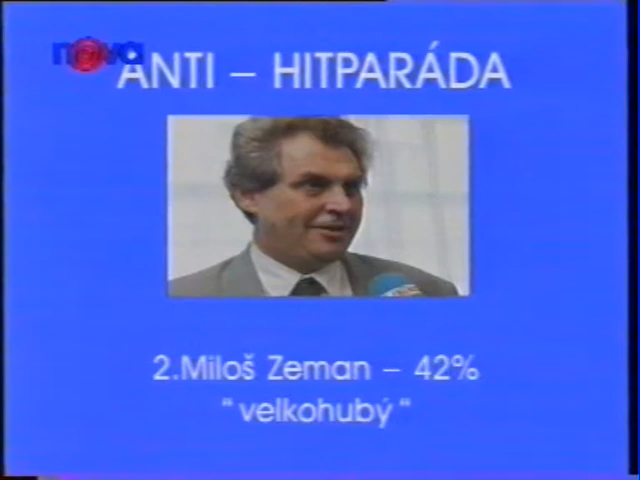 nova
ANTI – HITPARÁDA
2.Miloš Zeman – 42%
"velkohubý"